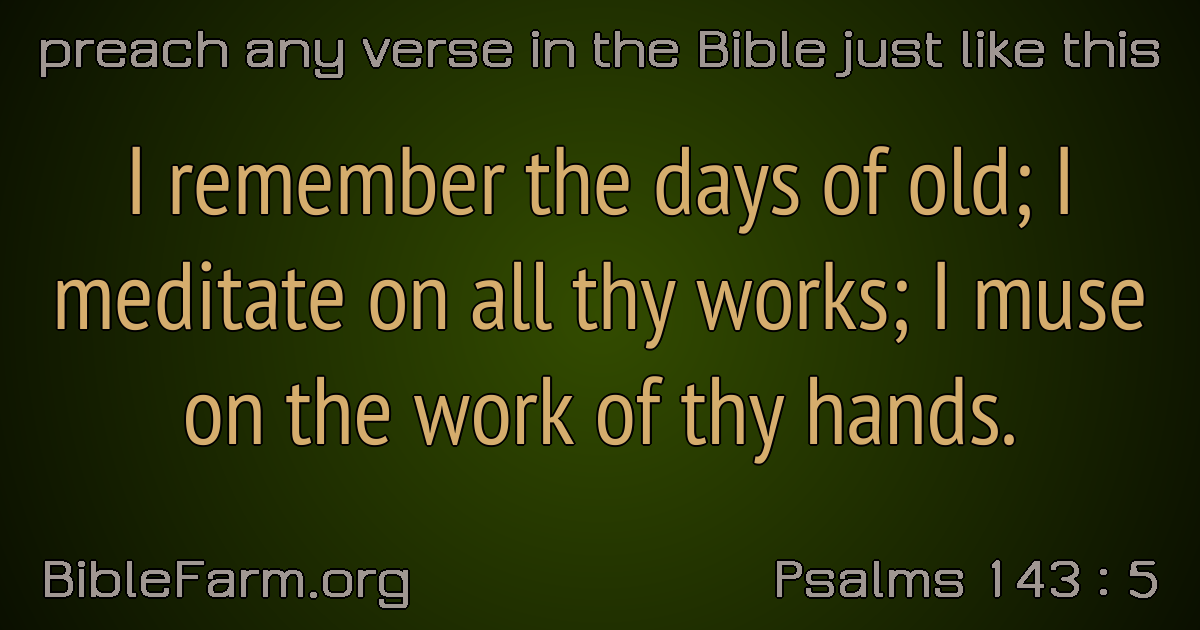 preach any verse in the Bible just like this
I remember the days of old; I
meditate on all thy works; I muse
on the work of thy hands.
BibleFarm.org
Psalms 143 : 5